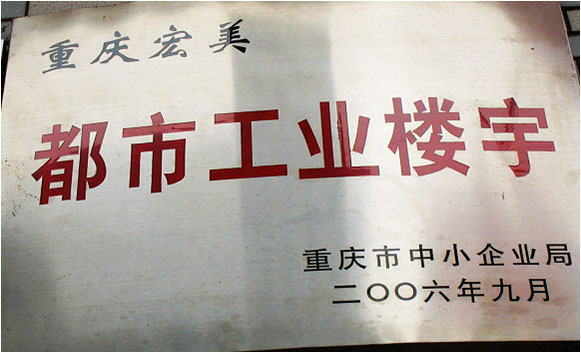 重庆宏美
都市工业楼宇
重庆市中小企业局
二〇〇六年九月